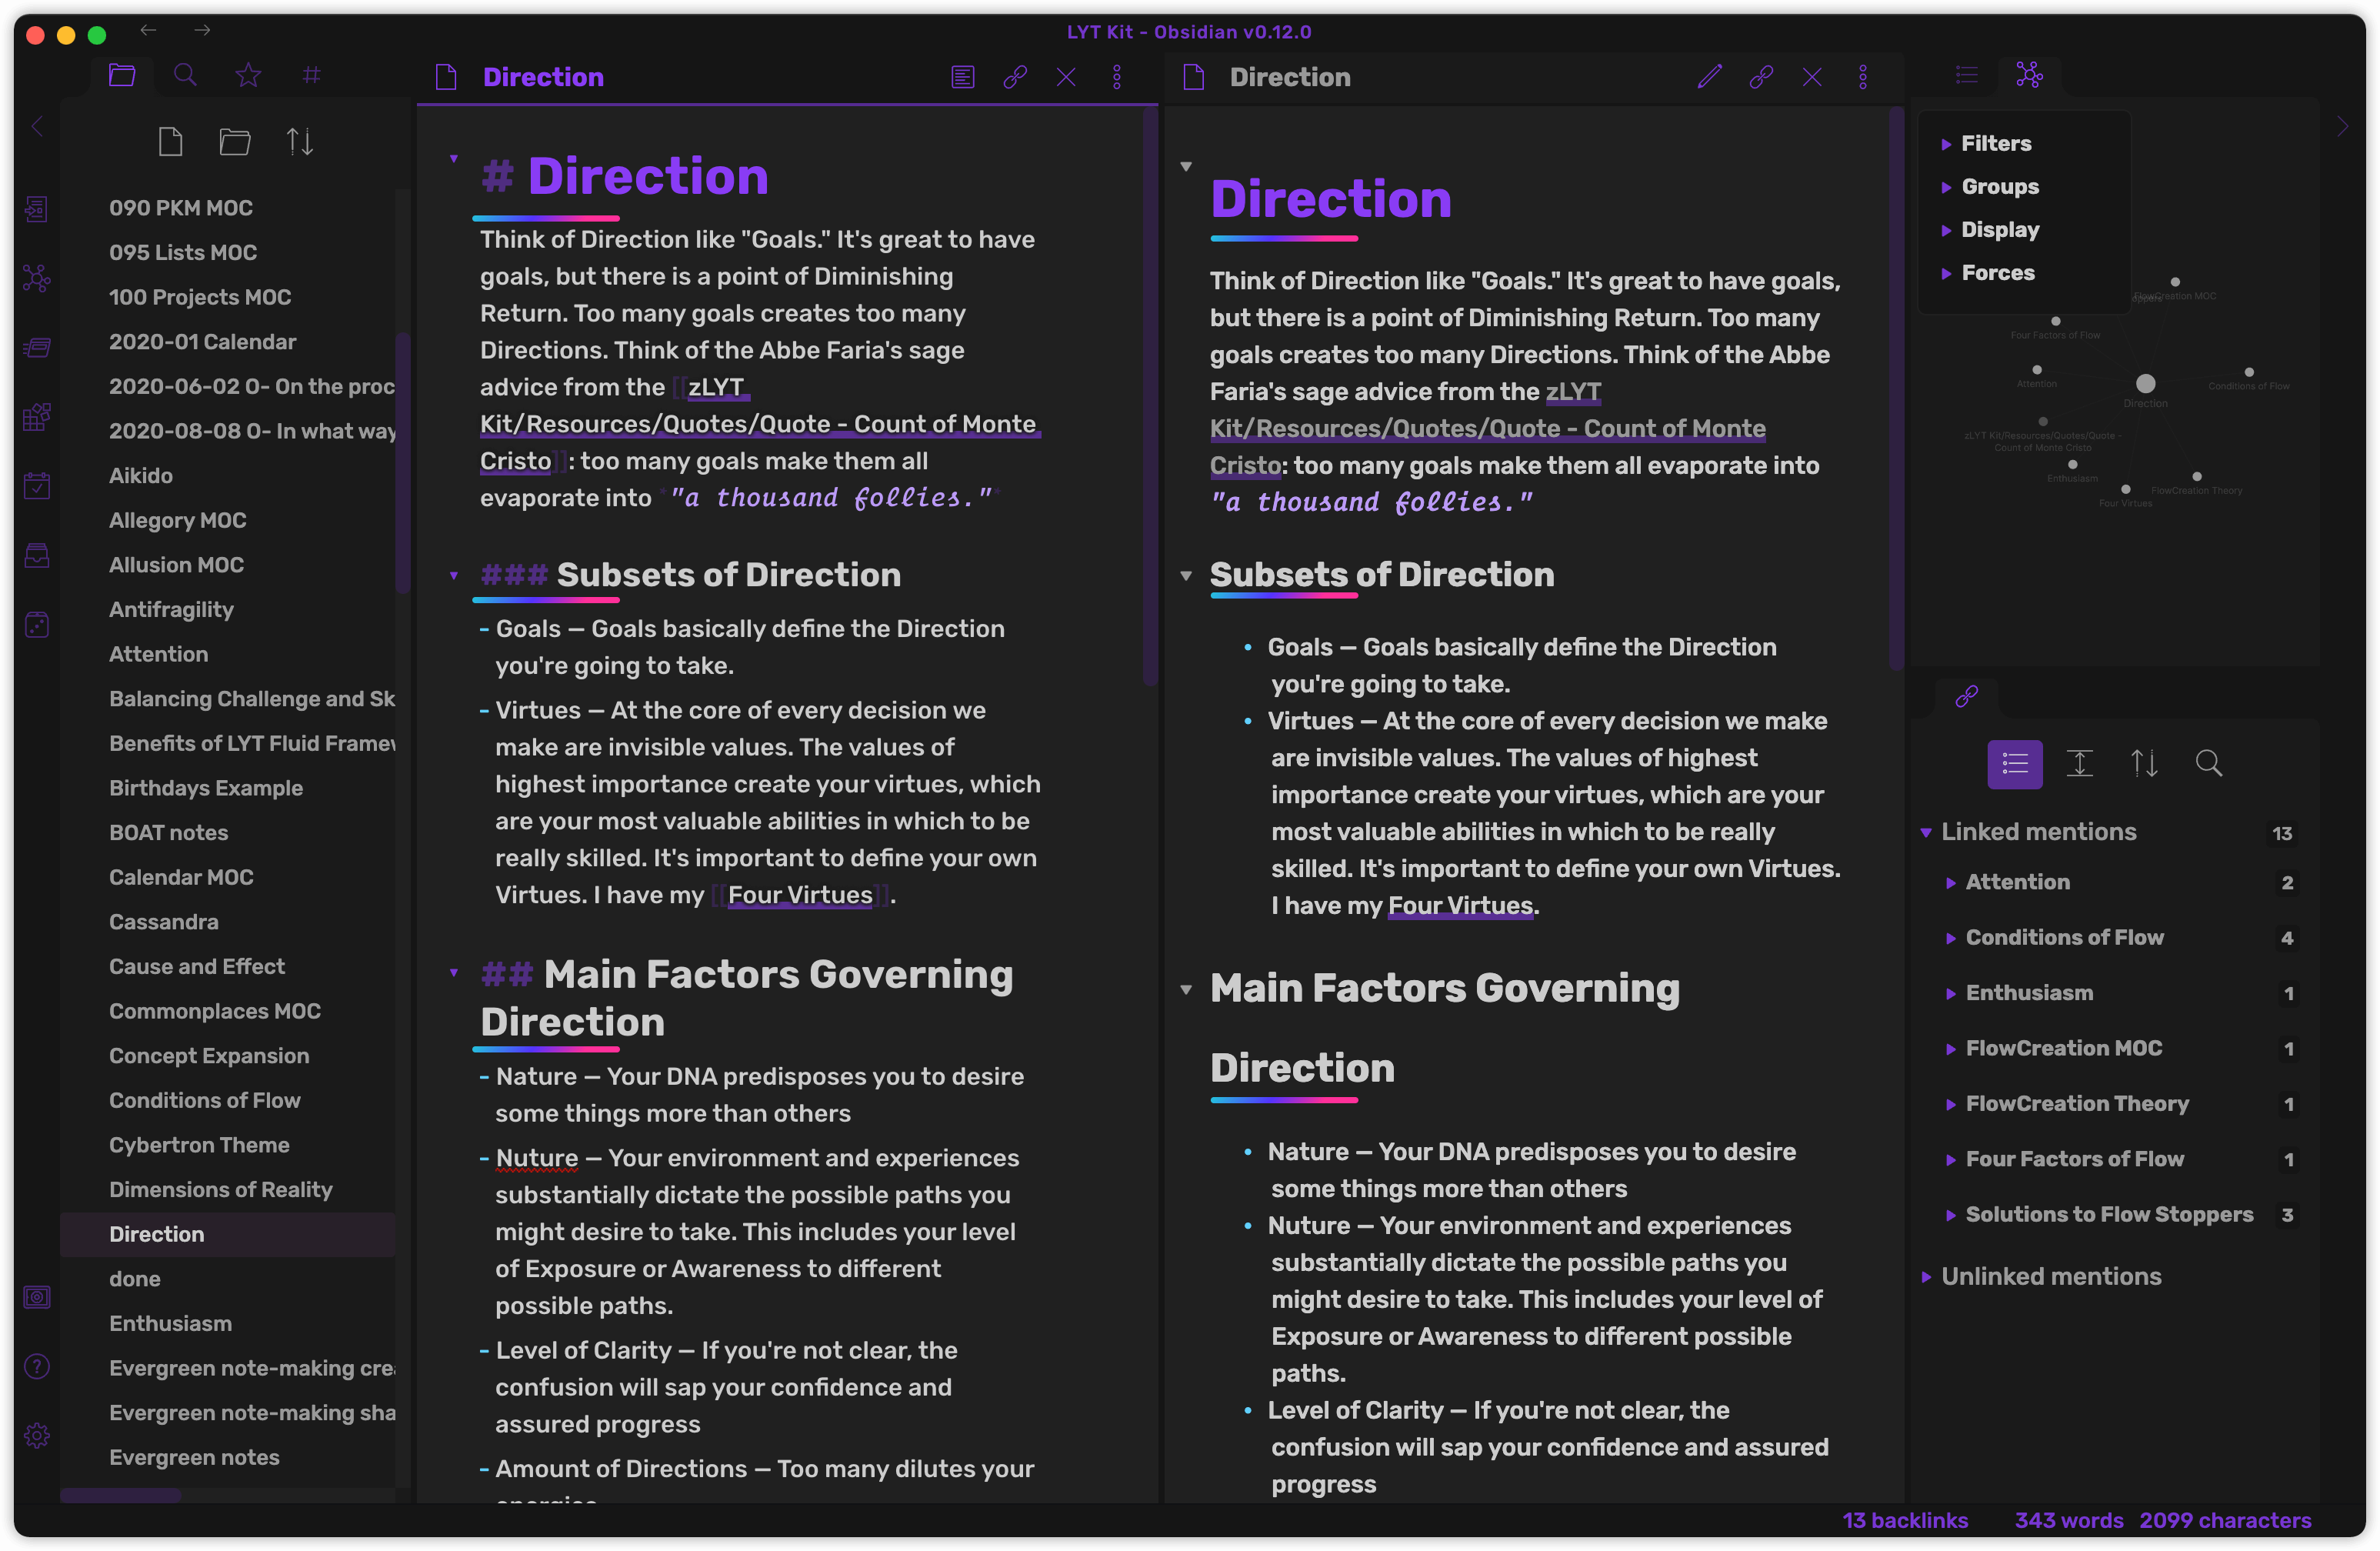 LYT Kit - Obsidian v0.12.0
090 PKM MOC
095 Lists MOC
100 Projects MOC
2020-01 Calendar
2020-06-02 O- On the proc
2020-08-08 O- In what way
Aikido
Allegory MOC
Allusion MOC
Antifragility
Attention
Balancing Challenge and Sk
Benefits of LYT Fluid Framew
Birthdays Example
BOAT notes
Calendar MOC
Cassandra
Cause and Effect
Commonplaces MOC
Concept Expansion
Conditions of Flow
Cybertron Theme
Dimensions of Reality
Direction
done
Enthusiasm
Evergreen note-making cre
Evergreen note-making sha
Evergreen notes
Direction
# Direction
Think of Direction like "Goals." It's great to have
goals, but there is a point of Diminishing
Return. Too many goals creates too many
Directions. Think of the Abbe Faria's sage
advice from the [[zLYT
Kit/Resources/Quotes/Quote - Count of Monte
Cristo]]: too many goals make them all
evaporate into *"a thousand follies."*
### Subsets of Direction
- Goals — Goals basically define the Direction
you're going to take.
- Virtues — At the core of every decision we
make are invisible values. The values of
highest importance create your virtues, which
are your most valuable abilities in which to be
really skilled. It's important to define your own
Virtues. I have my [[Four Virtues]].
## Main Factors Governing
Direction
- Nature — Your DNA predisposes you to desire
some things more than others
- Nuture — Your environment and experiences
substantially dictate the possible paths you
might desire to take. This includes your level
of Exposure or Awareness to different
possible paths.
- Level of Clarity — If you're not clear, the
confusion will sap your confidence and
assured progress
- Amount of Directions — Too many dilutes your
Direction
Direction
Think of Direction like "Goals." It's great to have goals,
but there is a point of Diminishing Return. Too many
goals creates too many Directions. Think of the Abbe
Faria's sage advice from the zLYT
Kit/Resources/Quotes/Quote - Count of Monte
Cristo: too many goals make them all evaporate into
"a thousand follies."
Subsets of Direction
• Goals — Goals basically define the Direction
you're going to take.
• Virtues — At the core of every decision we make
are invisible values. The values of highest
importance create your virtues, which are your
most valuable abilities in which to be really
skilled. It's important to define your own Virtues.
I have my Four Virtues.
Main Factors Governing
Direction
• Nature — Your DNA predisposes you to desire
some things more than others
• Nuture — Your environment and experiences
substantially dictate the possible paths you
might desire to take. This includes your level of
Exposure or Awareness to different possible
paths.
• Level of Clarity — If you're not clear, the
confusion will sap your confidence and assured
progress
Filters
Groups
Display
Forces
FlowCreation MOC
Four Factors of Flow
Attention
Conditions of Flow
Direction
zLYT Kit/Resources/Quotes/Quote -
Count of Monte Cristo
Enthusiasm
FlowCreation Theory
Four Virtues
Linked mentions 13
Attention 2
Conditions of Flow 4
Enthusiasm 1
FlowCreation MOC 1
FlowCreation Theory 1
Four Factors of Flow 1
Solutions to Flow Stoppers 3
Unlinked mentions
13 backlinks 343 words 2099 characters